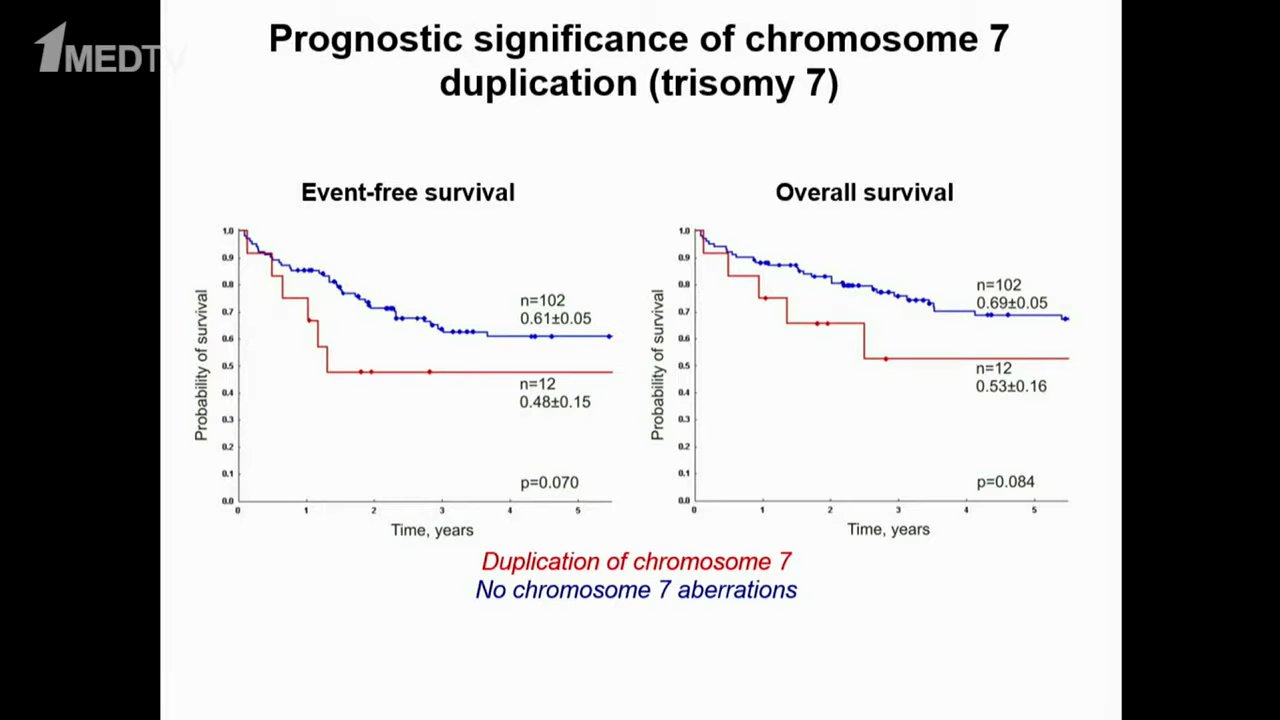 1MEDTV
Prognostic significance of chromosome 7
duplication (trisomy 7)
Event-free survival
Overall survival
Probability of survival
1.0
0.9
0.8
0.7
0.6
0.5
0.4
0.3
0.2
0.1
0.0
0
1
2
3
4
5
Time, years
n=102
0.61±0.05
n=12
0.48±0.15
p=0.070
Probability of survival
1.0
0.9
0.8
0.7
0.6
0.5
0.4
0.3
0.2
0.1
0.0
0
1
2
3
4
5
Time, years
n=102
0.69±0.05
n=12
0.53±0.16
p=0.084
Duplication of chromosome 7
No chromosome 7 aberrations